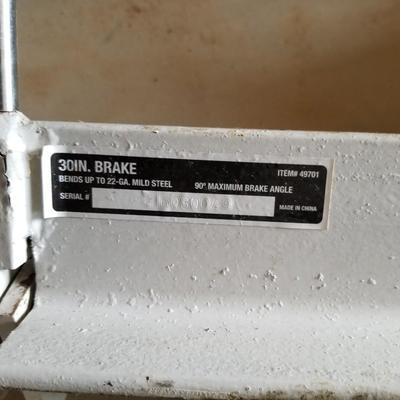 30IN. BRAKE
ITEM# 49701
BENDS UP TO 22-GA. MILD STEEL
90° MAXIMUM BRAKE ANGLE
SERIAL #
MADE IN CHINA